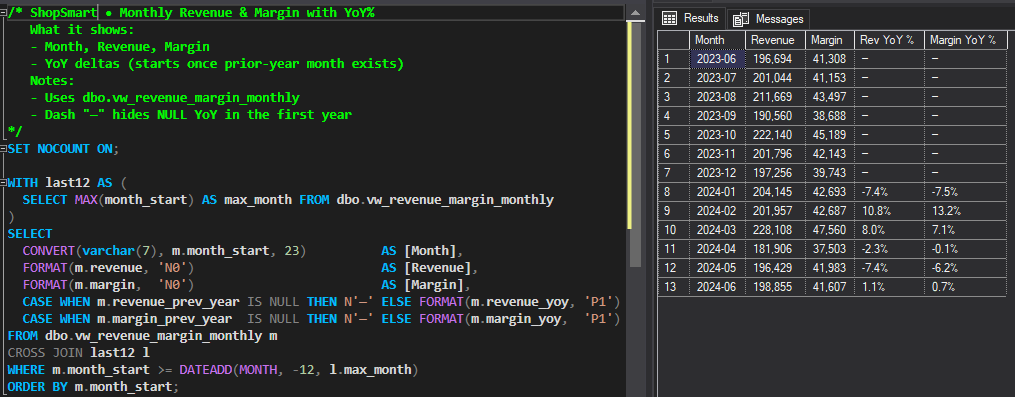 /* ShopSmart • Monthly Revenue & Margin with YoY%
What it shows:
- Month, Revenue, Margin
- YoY deltas (starts once prior-year month exists)
Notes:
- Uses dbo.vw_revenue_margin_monthly
- Dash "—" hides NULL YoY in the first year
*/
SET NOCOUNT ON;
WITH last12 AS (
SELECT MAX(month_start) AS max_month FROM dbo.vw_revenue_margin_monthly
)
SELECT
CONVERT(varchar(7), m.month_start, 23) AS [Month],
FORMAT(m.revenue, 'N0') AS [Revenue],
FORMAT(m.margin, 'N0') AS [Margin],
CASE WHEN m.revenue_prev_year IS NULL THEN N'—' ELSE FORMAT(m.revenue_yoy, 'P1')
CASE WHEN m.margin_prev_year IS NULL THEN N'—' ELSE FORMAT(m.margin_yoy, 'P1')
FROM dbo.vw_revenue_margin_monthly m
CROSS JOIN last12 l
WHERE m.month_start >= DATEADD(MONTH, -12, l.max_month)
ORDER BY m.month_start;
Results Messages
Month Revenue Margin Rev YoY % Margin YoY %
1 2023-06 196,694 41,308 — —
2 2023-07 201,044 41,153 — —
3 2023-08 211,669 43,497 — —
4 2023-09 190,560 38,688 — —
5 2023-10 222,140 45,189 — —
6 2023-11 201,796 42,143 — —
7 2023-12 197,256 39,743 — —
8 2024-01 204,145 42,693 -7.4% -7.5%
9 2024-02 201,957 42,687 10.8% 13.2%
10 2024-03 228,108 47,560 8.0% 7.1%
11 2024-04 181,906 37,503 -2.3% -0.1%
12 2024-05 196,429 41,983 -7.4% -6.2%
13 2024-06 198,855 41,607 1.1% 0.7%